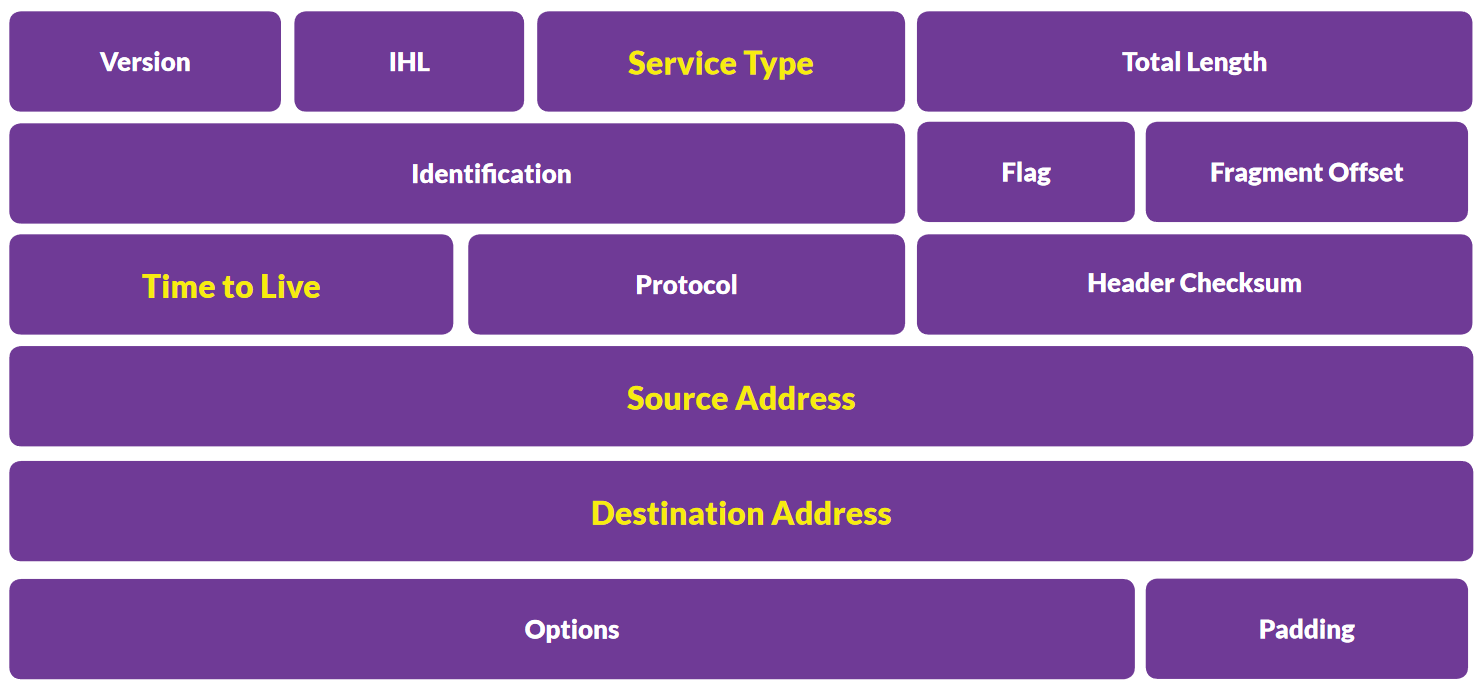 Version IHL Service Type Total Length
Identification Flag Fragment Offset
Time to Live Protocol Header Checksum
Source Address
Destination Address
Options Padding